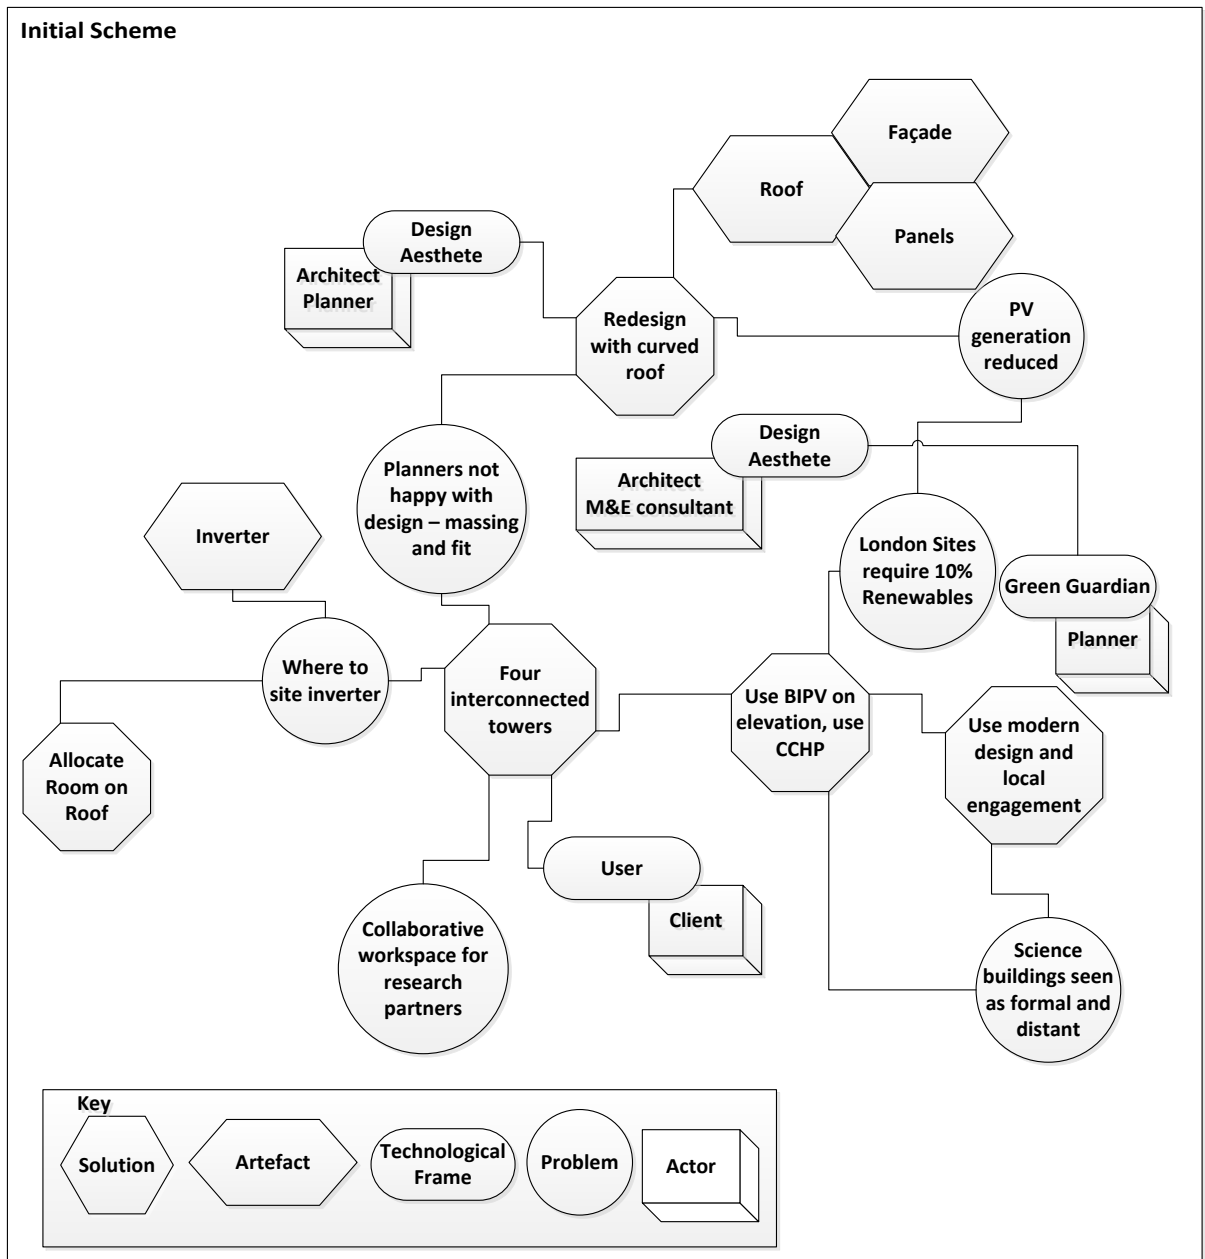 Initial Scheme
Façade
Roof
Panels
Design
Aesthete
Architect
Planner
Redesign
with curved
roof
PV
generation
reduced
Design
Aesthete
Architect
M&E consultant
Planners not
happy with
design – massing
and fit
Inverter
London Sites
require 10%
Renewables
Green Guardian
Planner
Where to
site inverter
Four
interconnected
towers
Use BIPV on
elevation, use
CCHP
Use modern
design and
local
engagement
Allocate
Room on
Roof
User
Client
Collaborative
workspace for
research
partners
Science
buildings seen
as formal and
distant
Key
Solution
Artefact
Technological
Frame
Problem
Actor